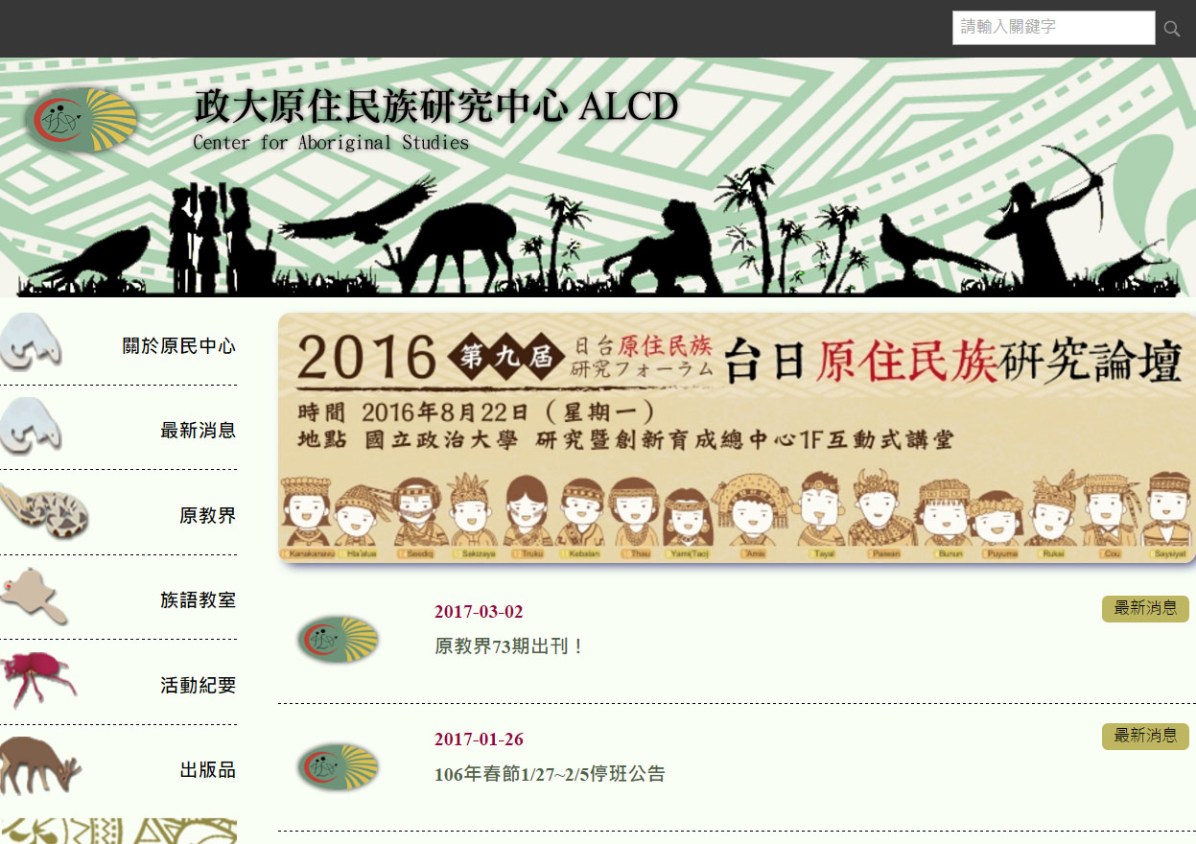 請輸入關鍵字
政大原住民族研究中心 ALCD
Center for Aboriginal Studies
關於原民中心
最新消息
原教界
族語教室
活動紀要
出版品
2016 第九屆 日台原住民族 研究フォーラム 台日原住民族研究論壇
時間 2016年8月22日（星期一）
地點 國立政治大學 研究暨創新育成總中心1F互動式講堂
Kanakanavu Hla'alua Seediq Sakizaya Truku Kebalan Thau Yami(Tao) 'Amis Tayal Paiwan Bunun Puyuma Rukai Cou Saysiyat
2017-03-02
最新消息
原教界73期出刊！
2017-01-26
最新消息
106年春節1/27~2/5停班公告